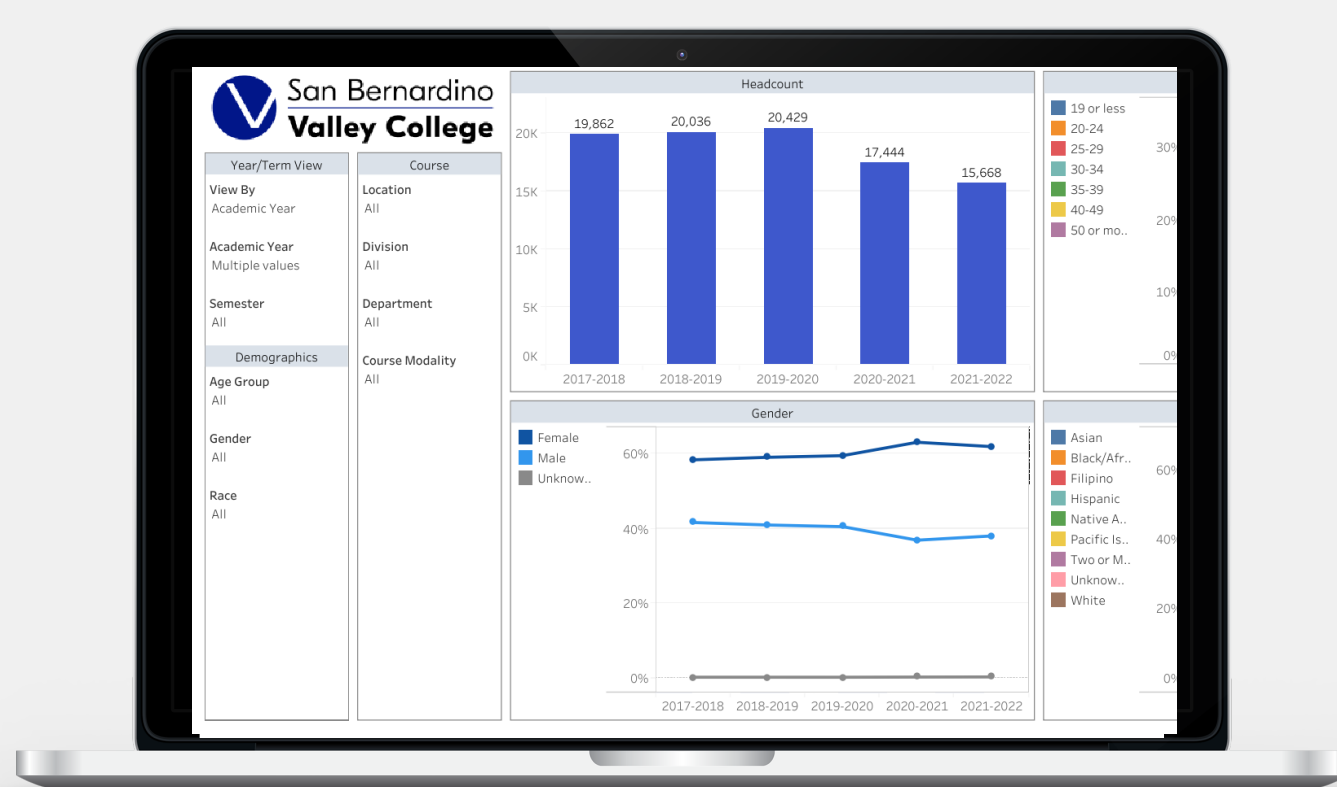 San Bernardino
Valley College
Year/Term View
View By
Academic Year
Academic Year
Multiple values
Semester
All
Demographics
Age Group
All
Gender
All
Race
All
Course
Location
All
Division
All
Department
All
Course Modality
All
Headcount
20K
15K
10K
5K
0K
19,862
20,036
20,429
17,444
15,668
2017-2018
2018-2019
2019-2020
2020-2021
2021-2022
19 or less
20-24
25-29
30-34
35-39
40-49
50 or mo..
30%
20%
10%
0%
Gender
Female
Male
Unknow..
60%
40%
20%
0%
2017-2018
2018-2019
2019-2020
2020-2021
2021-2022
Asian
Black/Afr..
Filipino
Hispanic
Native A..
Pacific Is..
Two or M..
Unknow..
White
60%
40%
20%
0%